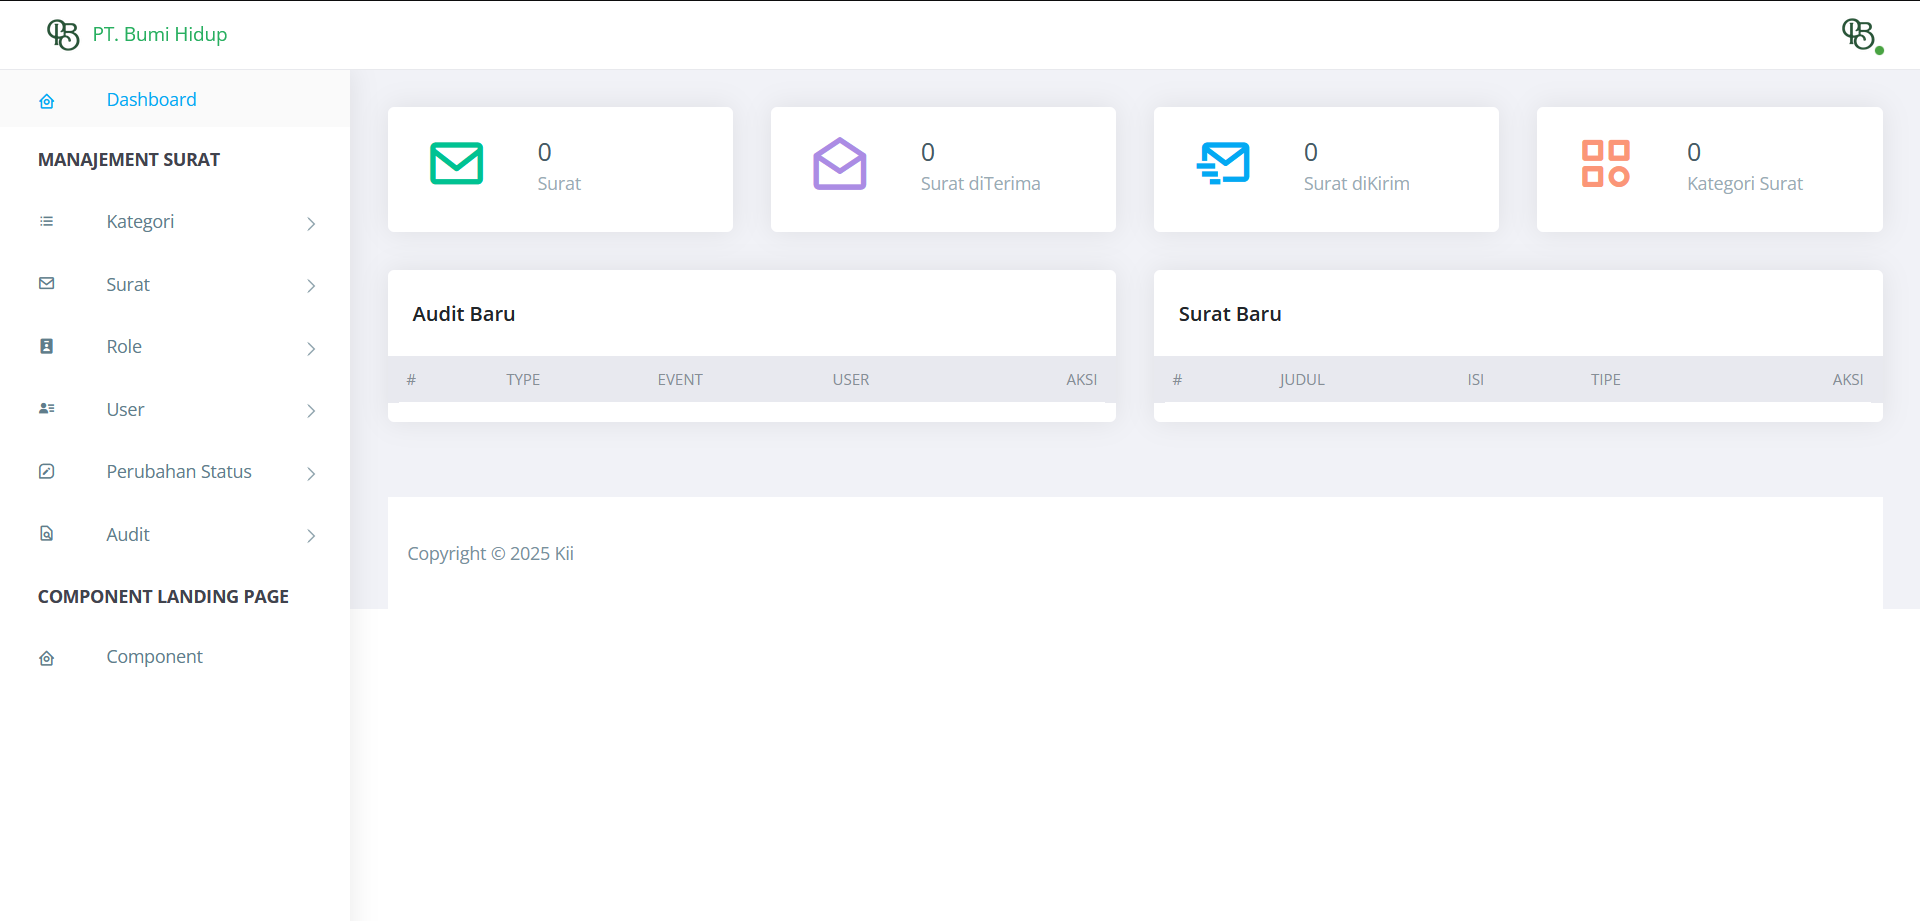 PT. Bumi Hidup
Dashboard
MANAJEMENT SURAT
Kategori
Surat
Role
User
Perubahan Status
Audit
COMPONENT LANDING PAGE
Component
0
Surat
0
Surat diTerima
0
Surat diKirim
0
Kategori Surat
Audit Baru
# TYPE EVENT USER AKSI
Surat Baru
# JUDUL ISI TIPE AKSI
Copyright © 2025 Kii